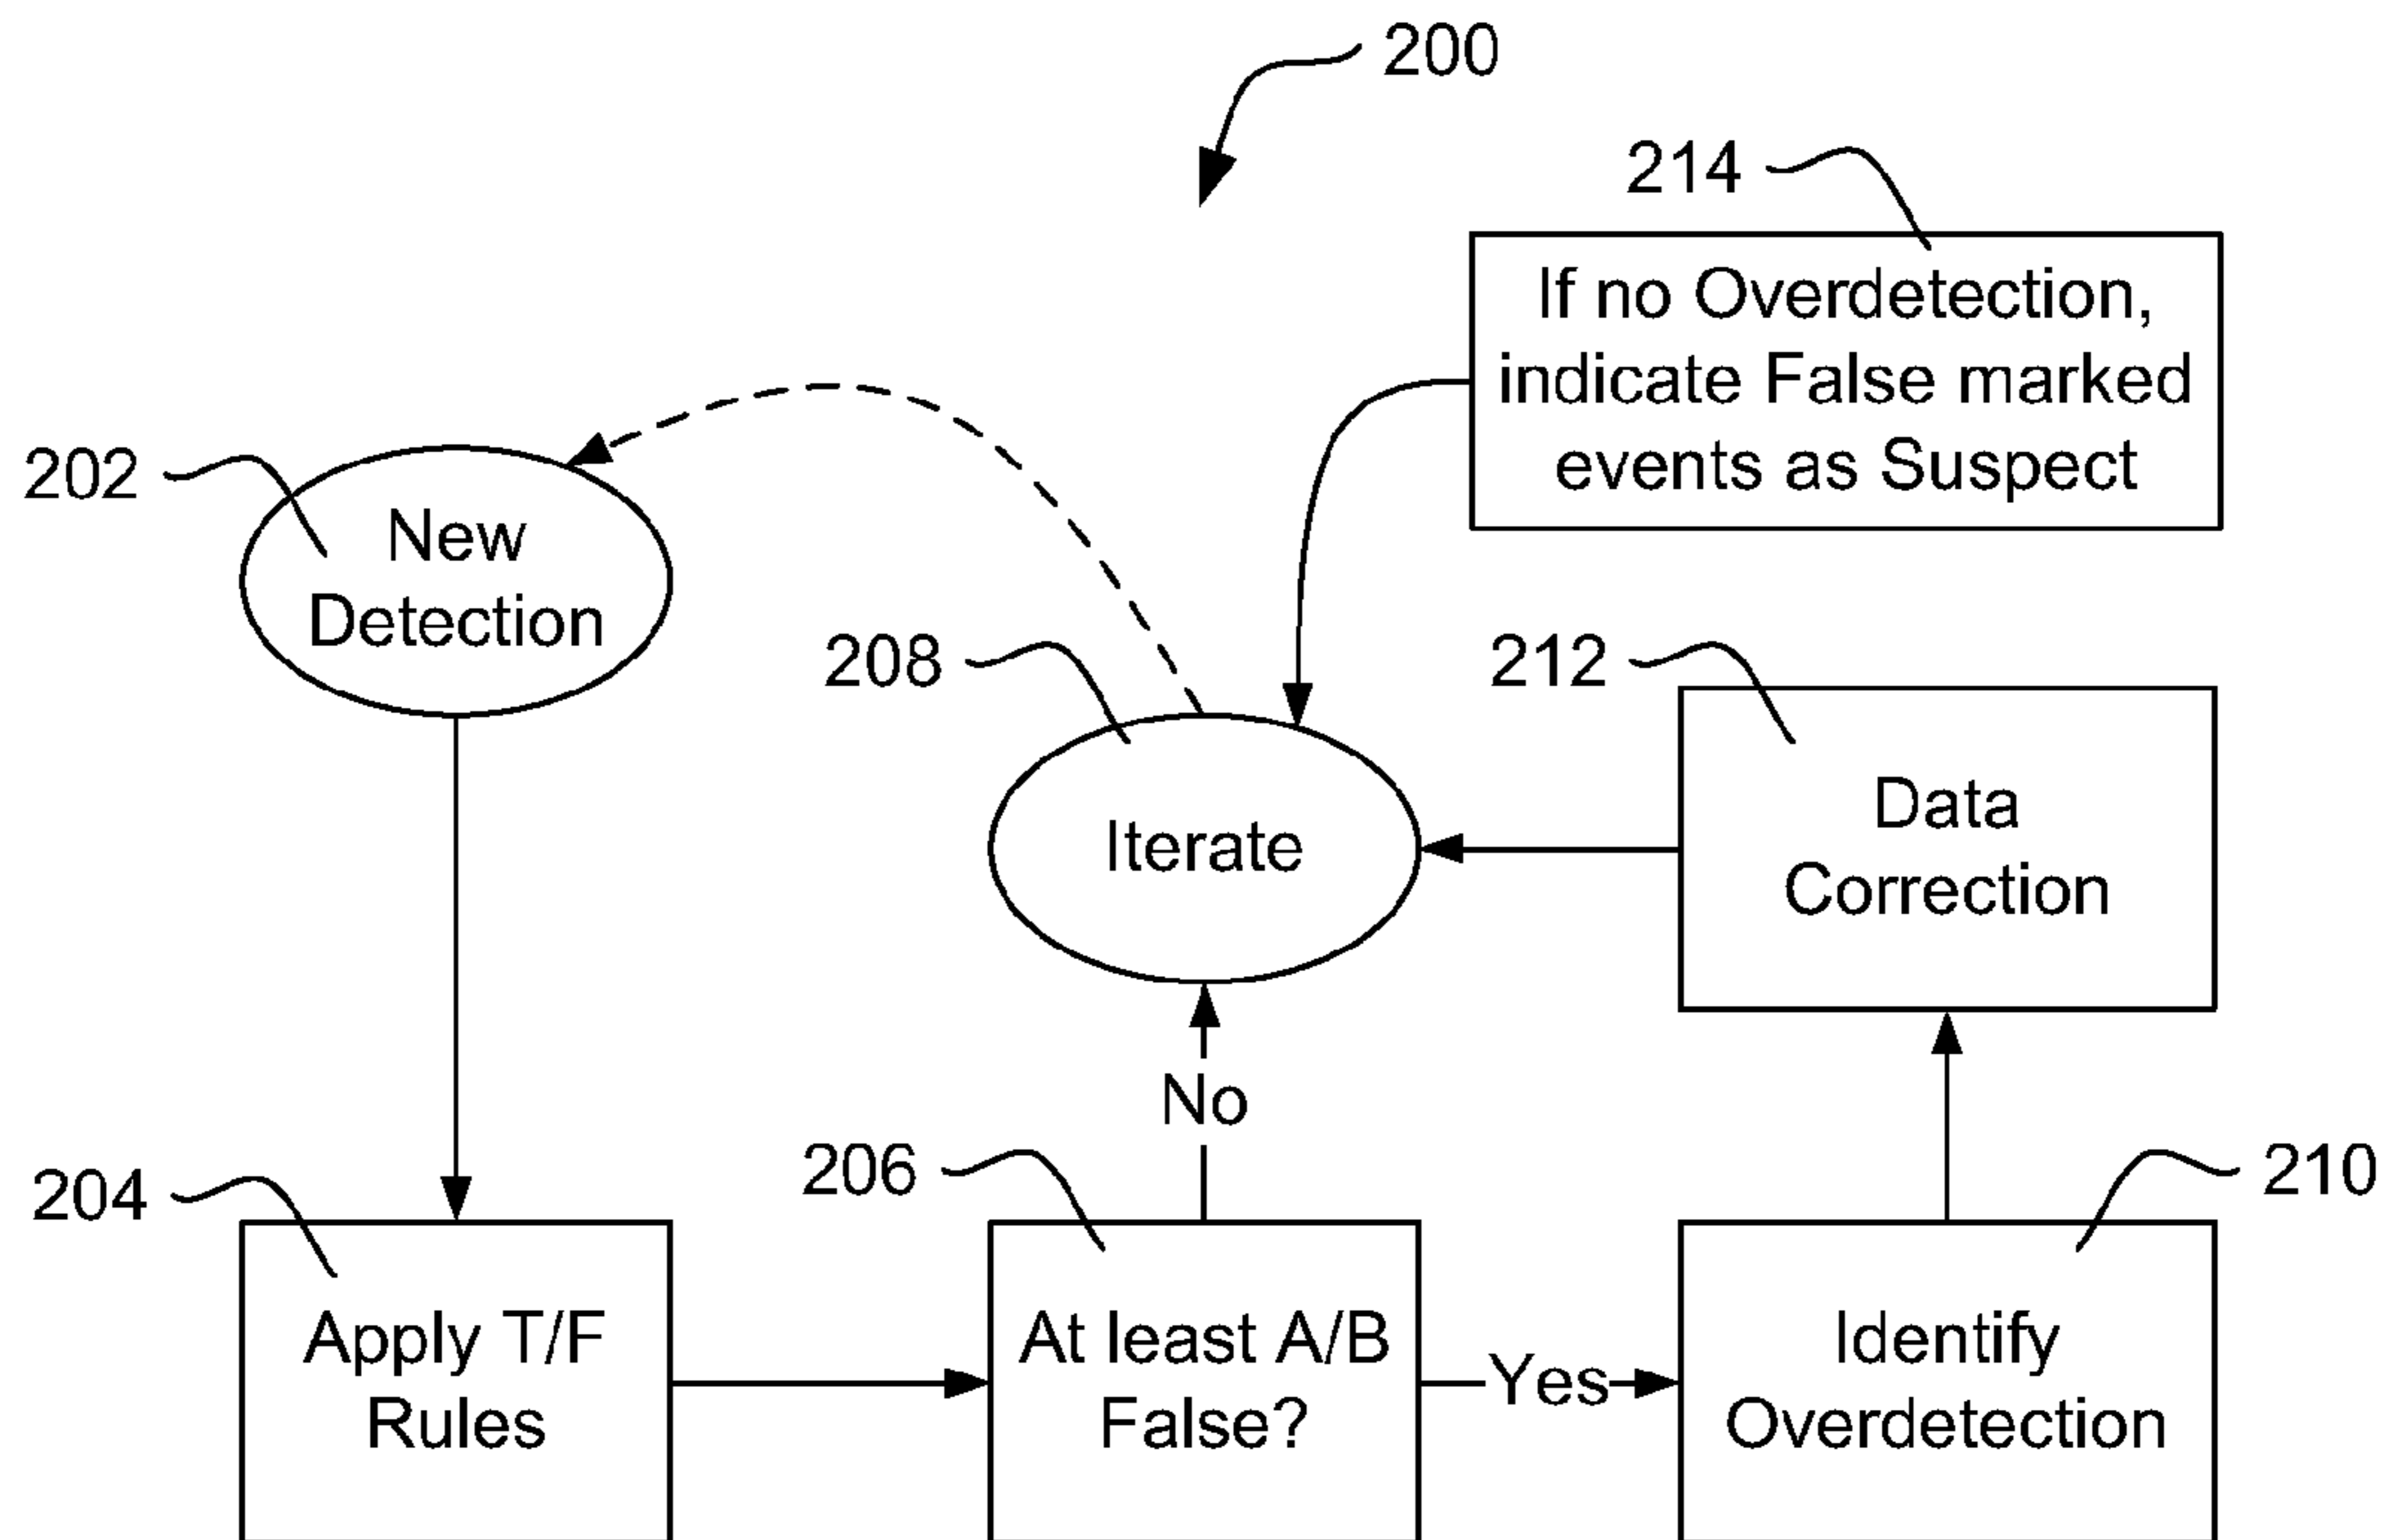 200
214
If no Overdetection,
indicate False marked
events as Suspect
202
New
Detection
208
Iterate
212
Data
Correction
No
204
Apply T/F
Rules
206
At least A/B
False?
Yes
210
Identify
Overdetection